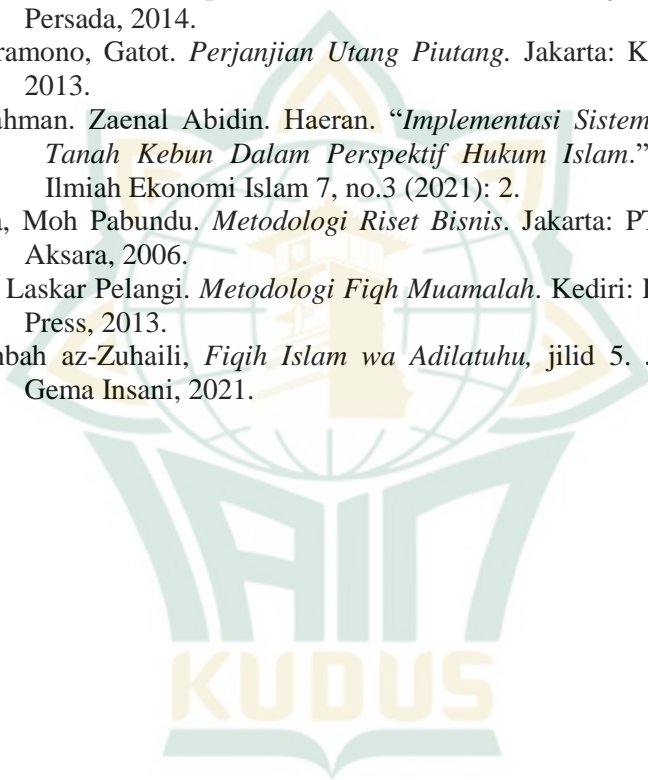 Persada, 2014.
ramono, Gatot. Perjanjian Utang Piutang. Jakarta: K
2013.
hman. Zaenal Abidin. Haeran. “Implementasi Sistem
Tanah Kebun Dalam Perspektif Hukum Islam.”
Ilmiah Ekonomi Islam 7, no.3 (2021): 2.
, Moh Pabundu. Metodologi Riset Bisnis. Jakarta: PT
Aksara, 2006.
Laskar Pelangi. Metodologi Fiqh Muamalah. Kediri: 
Press, 2013.
bah az-Zuhaili, Fiqih Islam wa Adilatuhu, jilid 5.
Gema Insani, 2021.
IAIN
KUDUS